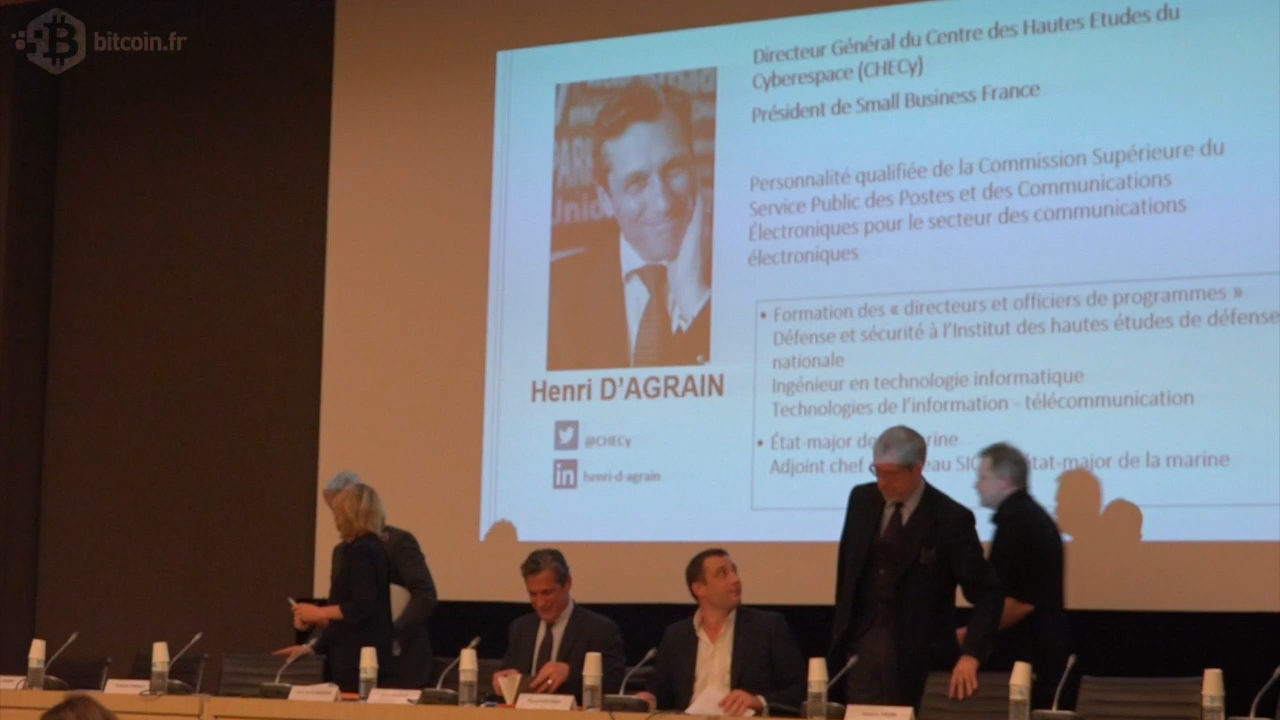 bitcoin.fr
Directeur Général du Centre des Hautes Etudes du
Cyberespace (CHECy)
Président de Small Business France
Personnalité qualifiée de la Commission Supérieure du
Service Public des Postes et des Communications
Électroniques pour le secteur des communications
électroniques
• Formation des « directeurs et officiers de programmes »
Défense et sécurité à l'Institut des hautes études de défense
nationale
Ingénieur en technologie informatique
Technologies de l'information - télécommunication
• État-major de
Adjoint chef état-major de la marine
Henri D'AGRAIN
@CHECy
in henri-d-agrain